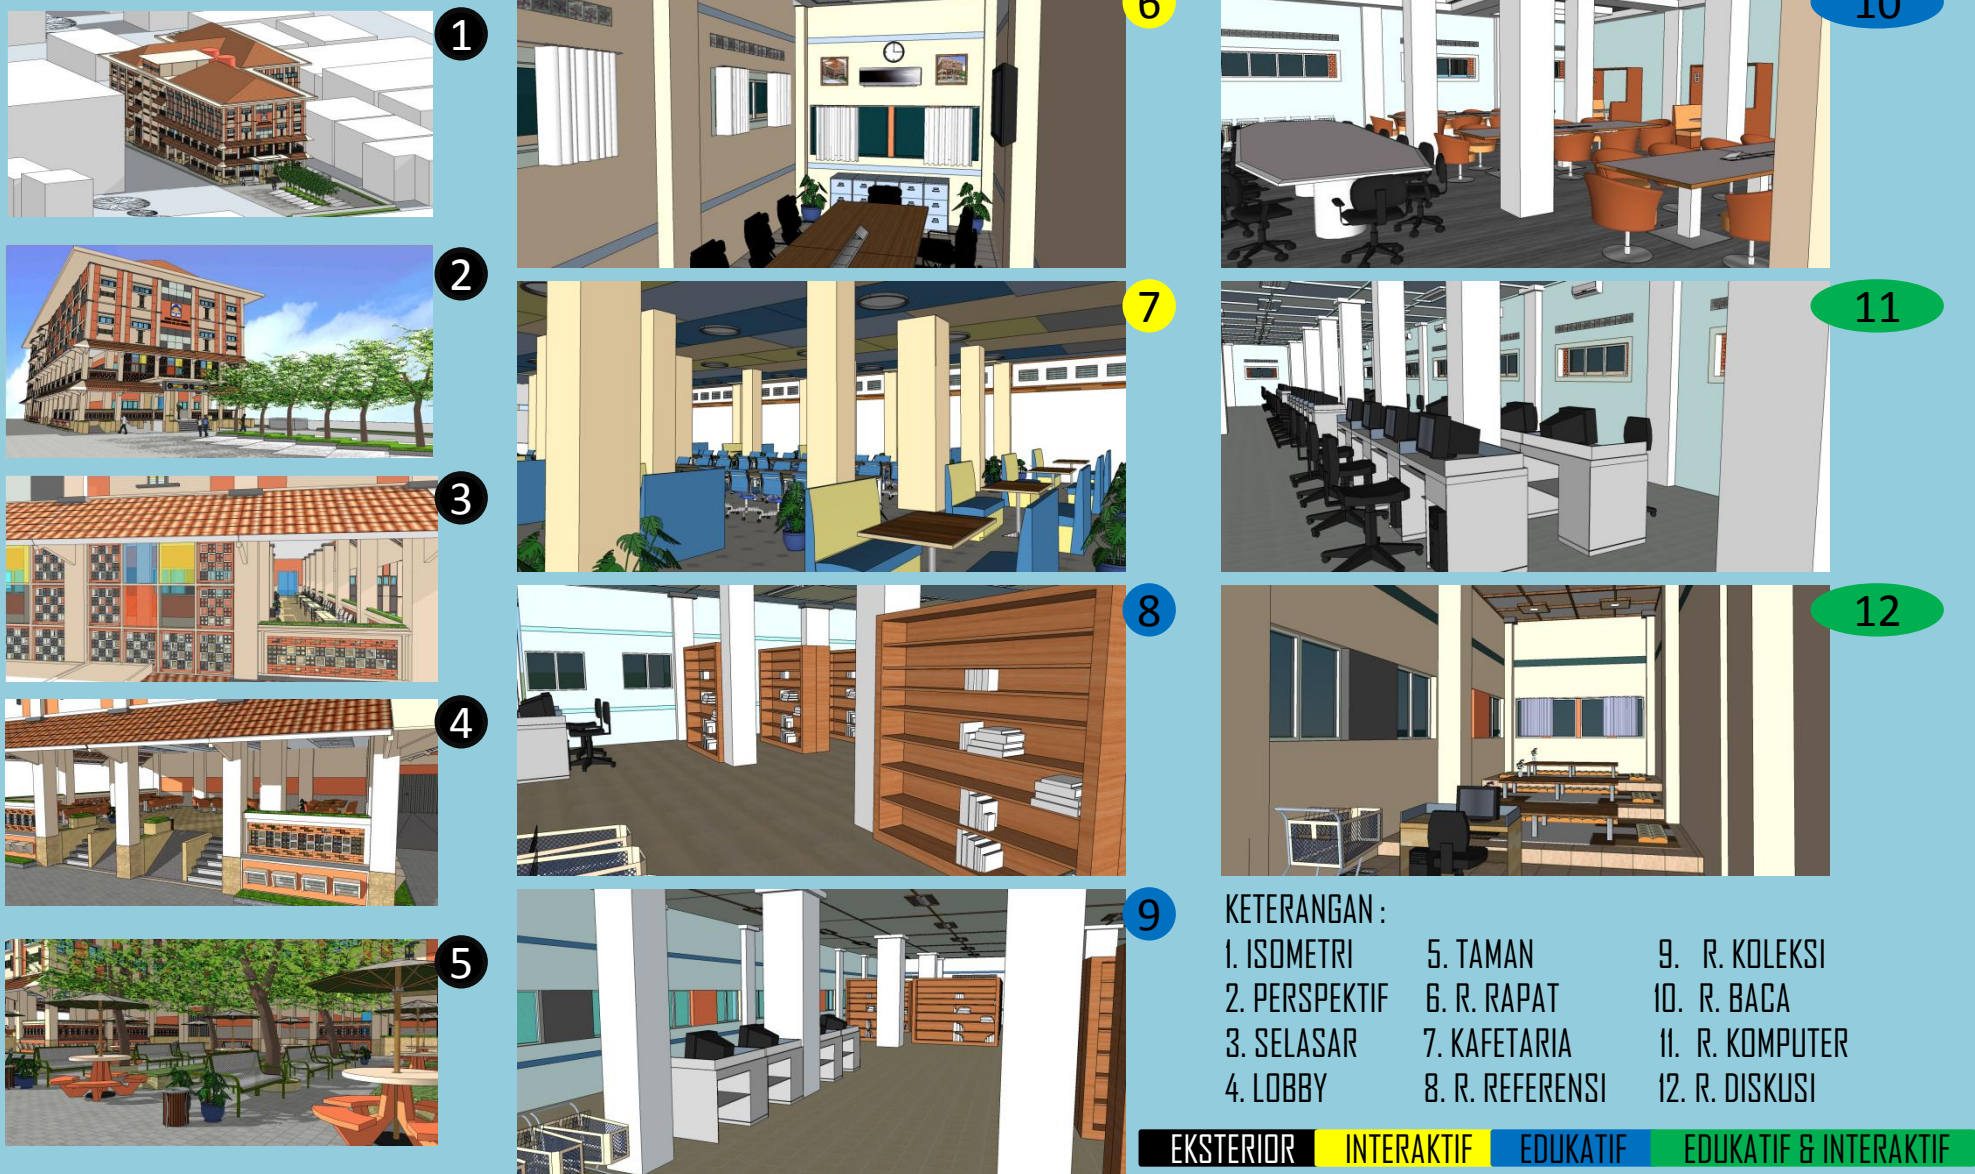 1
2
3
4
5
6
7
8
9
10
11
12
KETERANGAN :
1. ISOMETRI
2. PERSPEKTIF
3. SELASAR
4. LOBBY
5. TAMAN
6. R. RAPAT
7. KAFETARIA
8. R. REFERENSI
9. R. KOLEKSI
10. R. BACA
11. R. KOMPUTER
12. R. DISKUSI
EKSTERIOR INTERAKTIF EDUKATIF EDUKATIF & INTERAKTIF